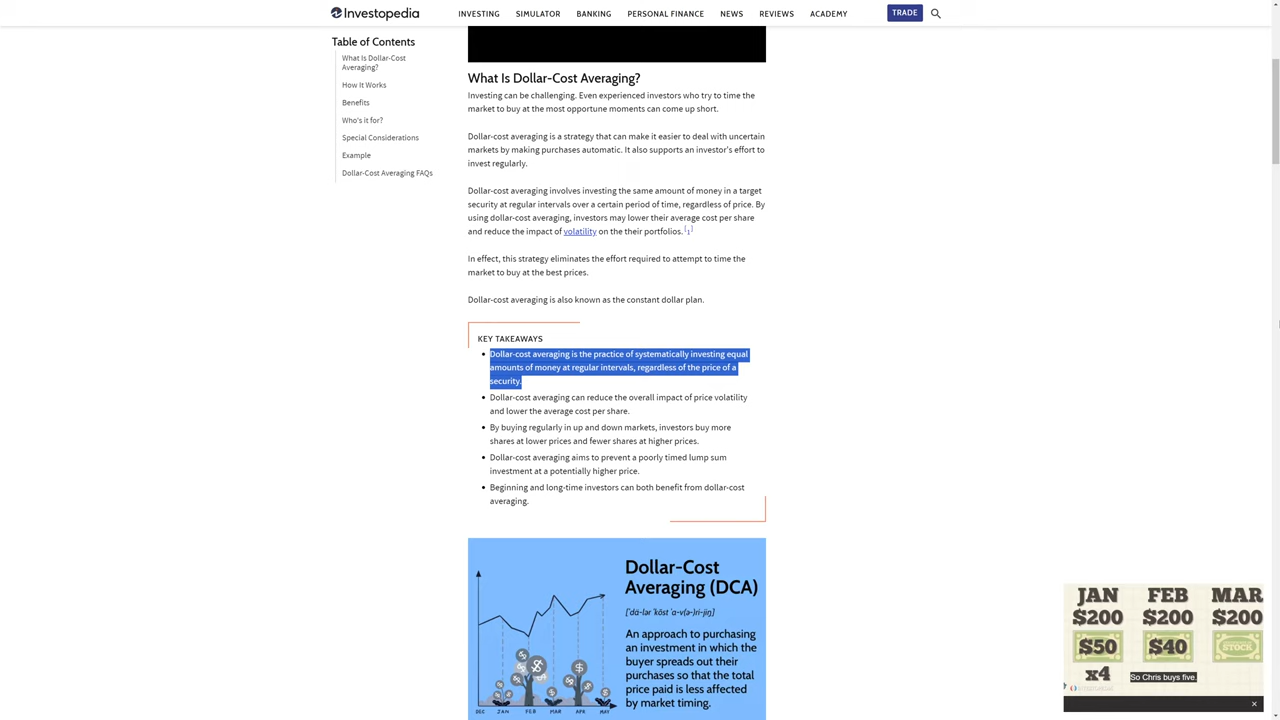 Investopedia
INVESTING SIMULATOR BANKING PERSONAL FINANCE NEWS REVIEWS ACADEMY
TRADE
Table of Contents
What Is Dollar-Cost
Averaging?
How It Works
Benefits
Who's it for?
Special Considerations
Example
Dollar-Cost Averaging FAQs
What Is Dollar-Cost Averaging?
Investing can be challenging. Even experienced investors who try to time the
market to buy at the most opportune moments can come up short.
Dollar-cost averaging is a strategy that can make it easier to deal with uncertain
markets by making purchases automatic. It also supports an investor's effort to
invest regularly.
Dollar-cost averaging involves investing the same amount of money in a target
security at regular intervals over a certain period of time, regardless of price. By
using dollar-cost averaging, investors may lower their average cost per share
and reduce the impact of volatility on the their portfolios. [1]
In effect, this strategy eliminates the effort required to attempt to time the
market to buy at the best prices.
Dollar-cost averaging is also known as the constant dollar plan.
KEY TAKEAWAYS
• Dollar-cost averaging is the practice of systematically investing equal
amounts of money at regular intervals, regardless of the price of a
security.
• Dollar-cost averaging can reduce the overall impact of price volatility
and lower the average cost per share.
• By buying regularly in up and down markets, investors buy more
shares at lower prices and fewer shares at higher prices.
• Dollar-cost averaging aims to prevent a poorly timed lump sum
investment at a potentially higher price.
• Beginning and long-time investors can both benefit from dollar-cost
averaging.
Dollar-Cost
Averaging (DCA)
['dä-lər 'kȯst 'a-v(ə-)ri-jiŋ]
An approach to purchasing
an investment in which the
buyer spreads out their
purchases so that the total
price paid is less affected
by market timing.
DEC JAN FEB MAR APR MAY
JAN FEB MAR
$200 $200 $200
$50 $40 STOCK
x4
So Chris buys five.